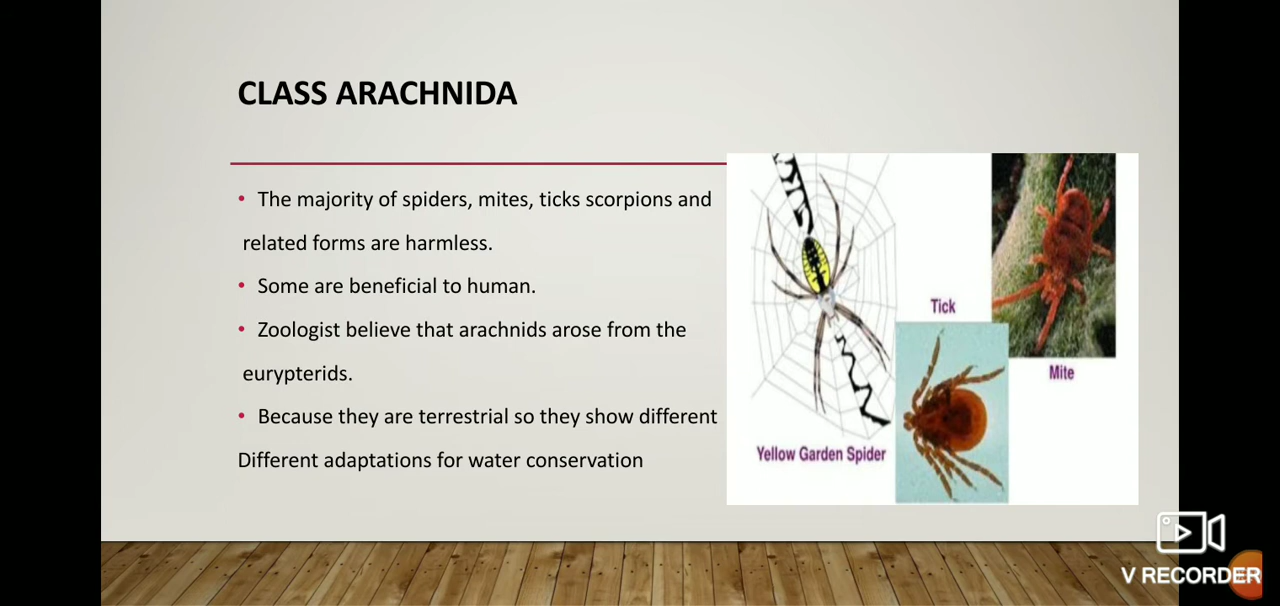 CLASS ARACHNIDA
• The majority of spiders, mites, ticks scorpions and
related forms are harmless.
• Some are beneficial to human.
• Zoologist believe that arachnids arose from the
eurypterids.
• Because they are terrestrial so they show different
Different adaptations for water conservation
Tick
Mite
Yellow Garden Spider
V RECORDER